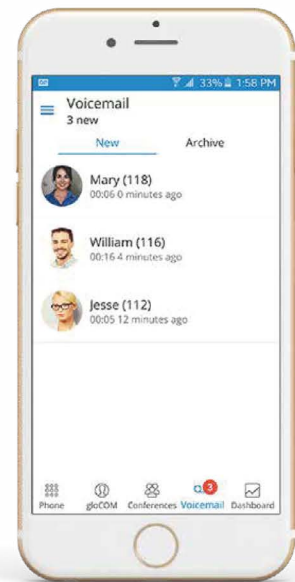 33% 1:58 PM
Voicemail
3 new
New Archive
Mary (118)
00:06 0 minutes ago
William (116)
00:16 4 minutes ago
Jesse (112)
00:05 12 minutes ago
3
Phone gloCOM Conferences Voicemail Dashboard